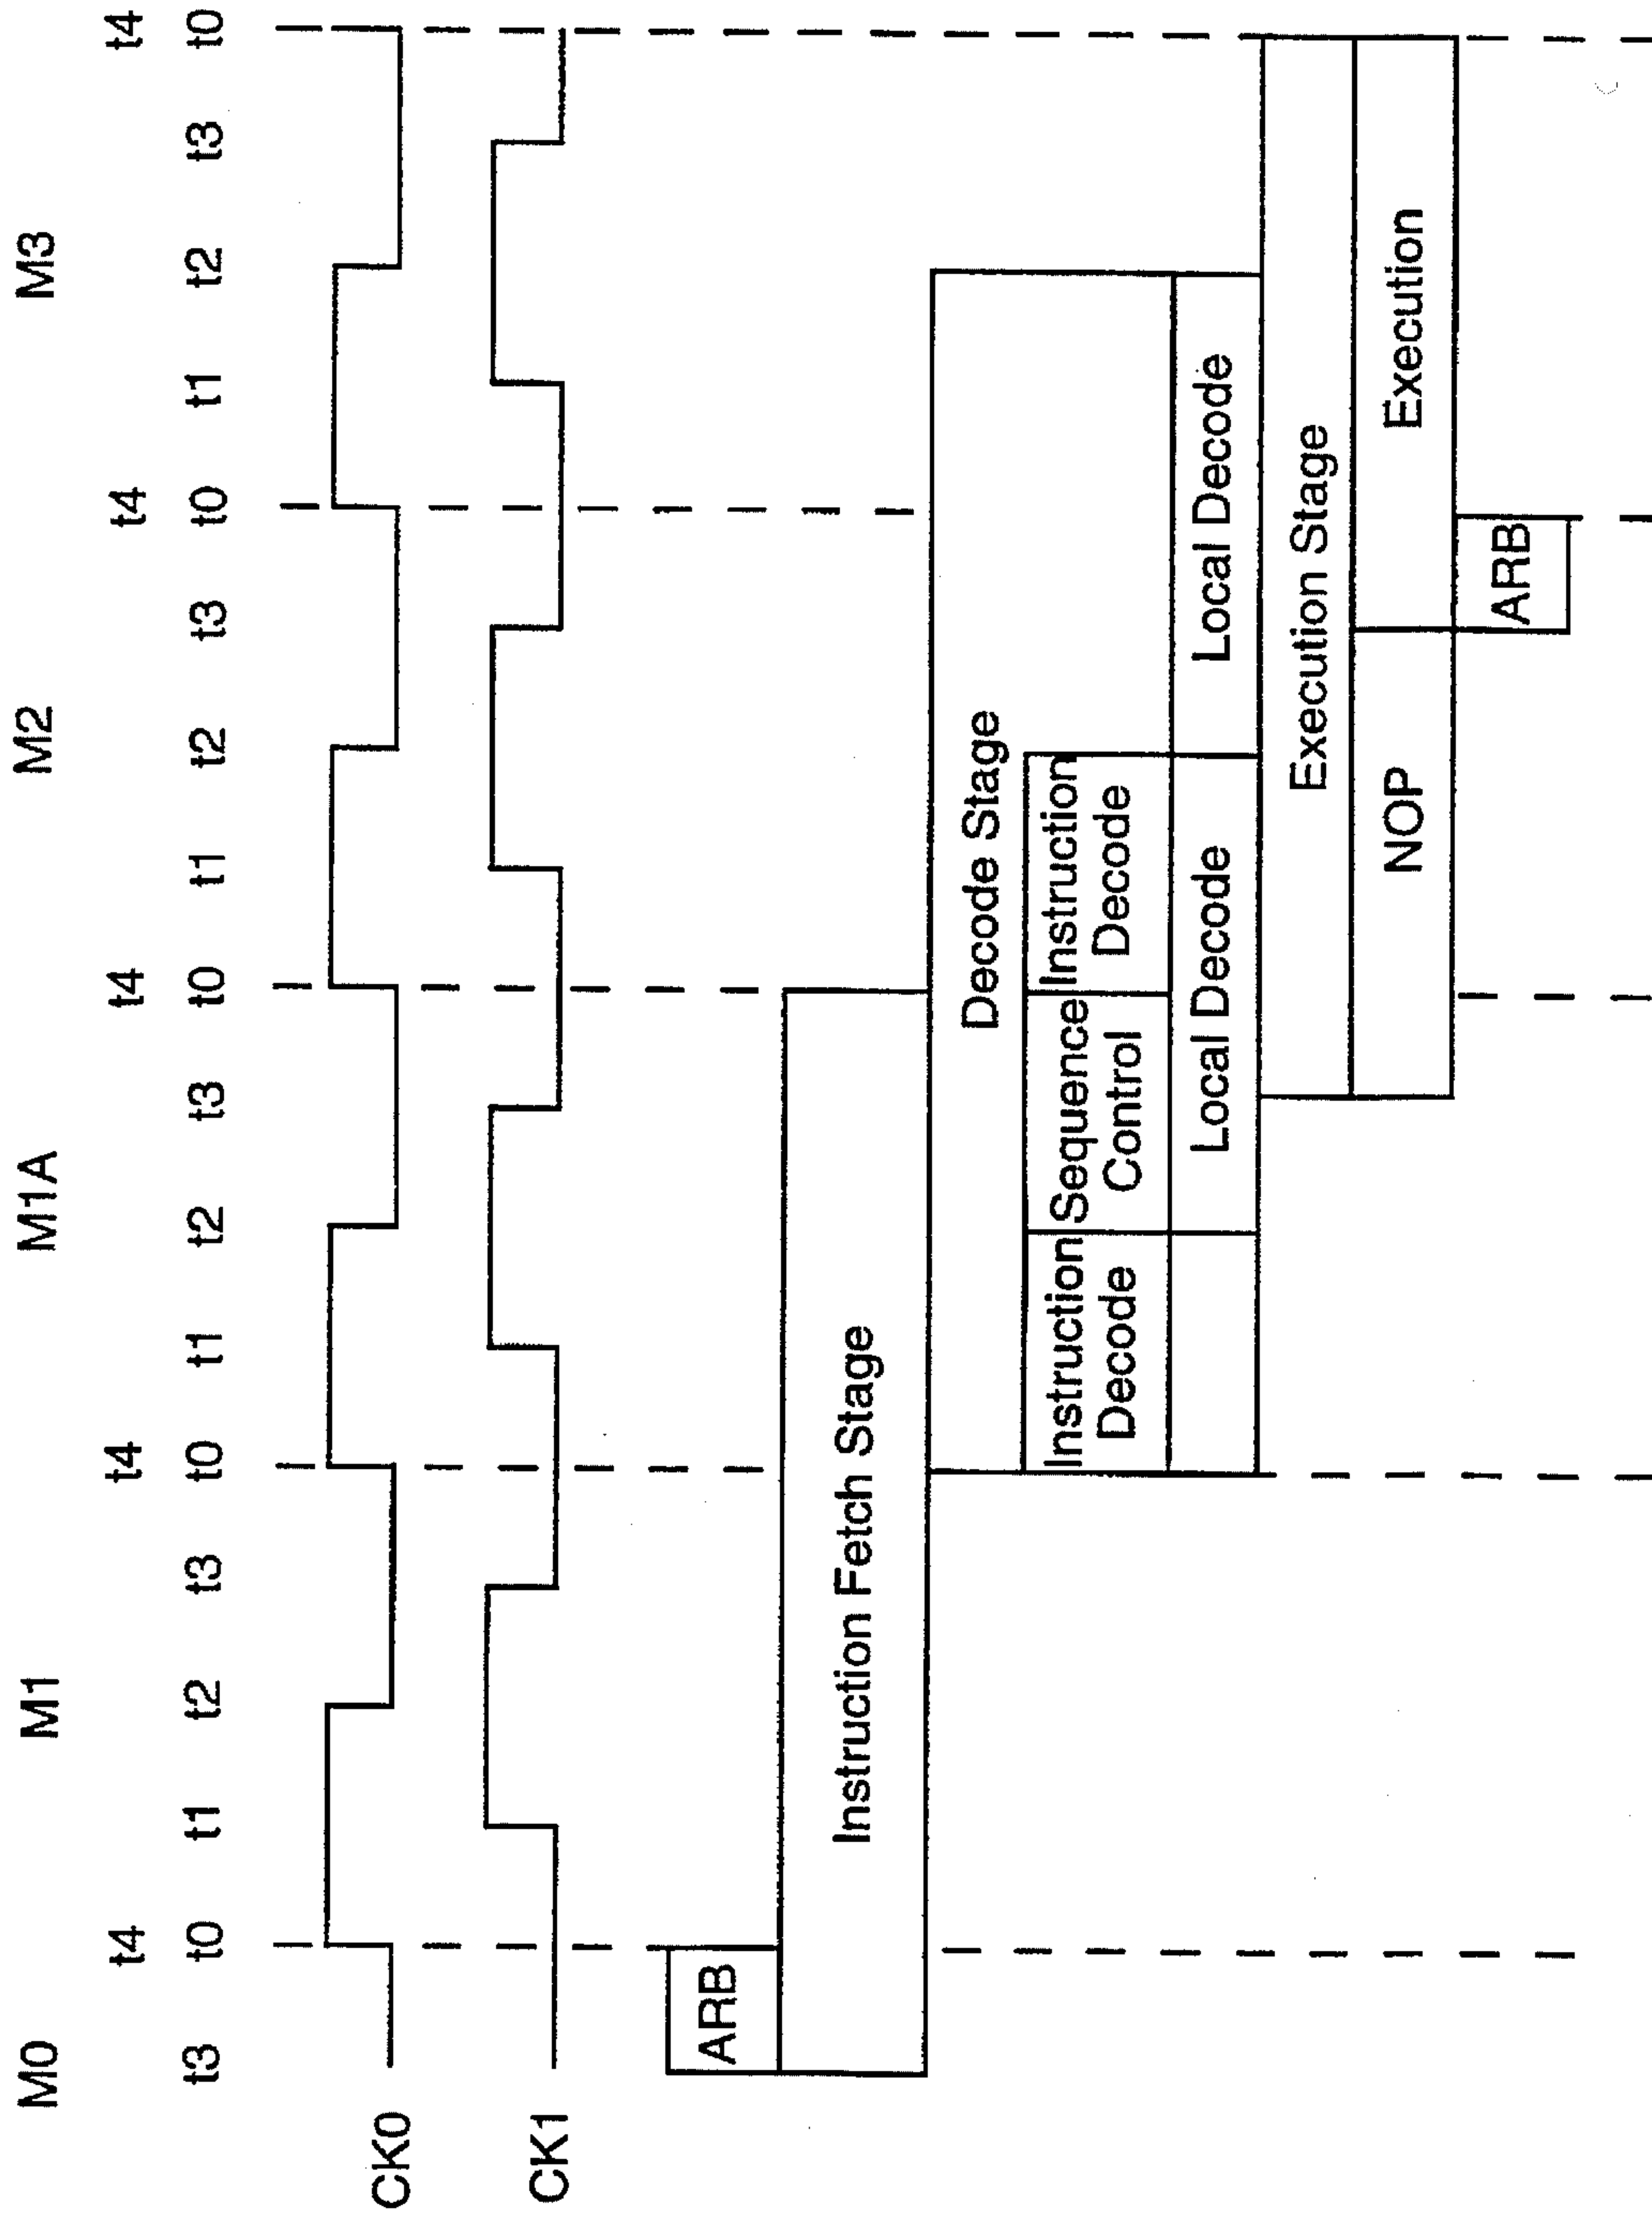 M0 M1 M1A M2 M3
t4 t4 t4 t4 t4
t3 t0 t1 t2 t3 t0 t1 t2 t3 t0 t1 t2 t3 t0 t1 t2 t3 t0
CK0
CK1
ARB
Instruction Fetch Stage
Decode Stage
Instruction Decode
Sequence Control
Instruction Decode
Local Decode
Local Decode
Execution Stage
NOP
Execution
ARB